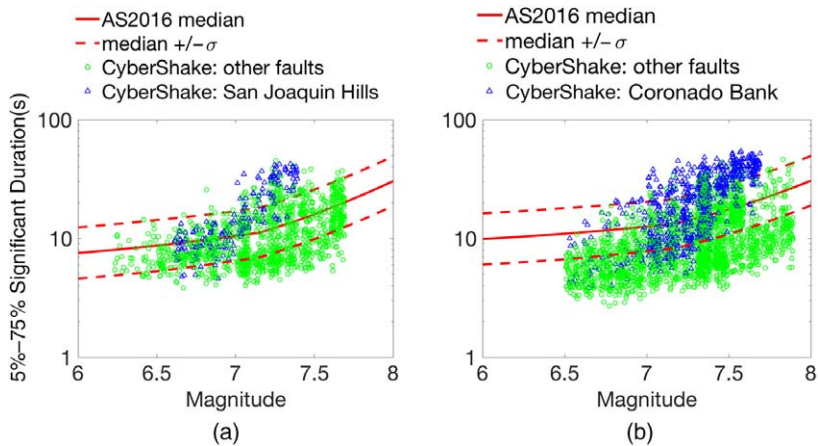 AS2016 median
median +/-σ
CyberShake: other faults
CyberShake: San Joaquin Hills
100
10
1
6
6.5
7
7.5
8
5%–75% Significant Duration(s)
Magnitude
(a)
AS2016 median
median +/-σ
CyberShake: other faults
CyberShake: Coronado Bank
100
10
1
6
6.5
7
7.5
8
Magnitude
(b)